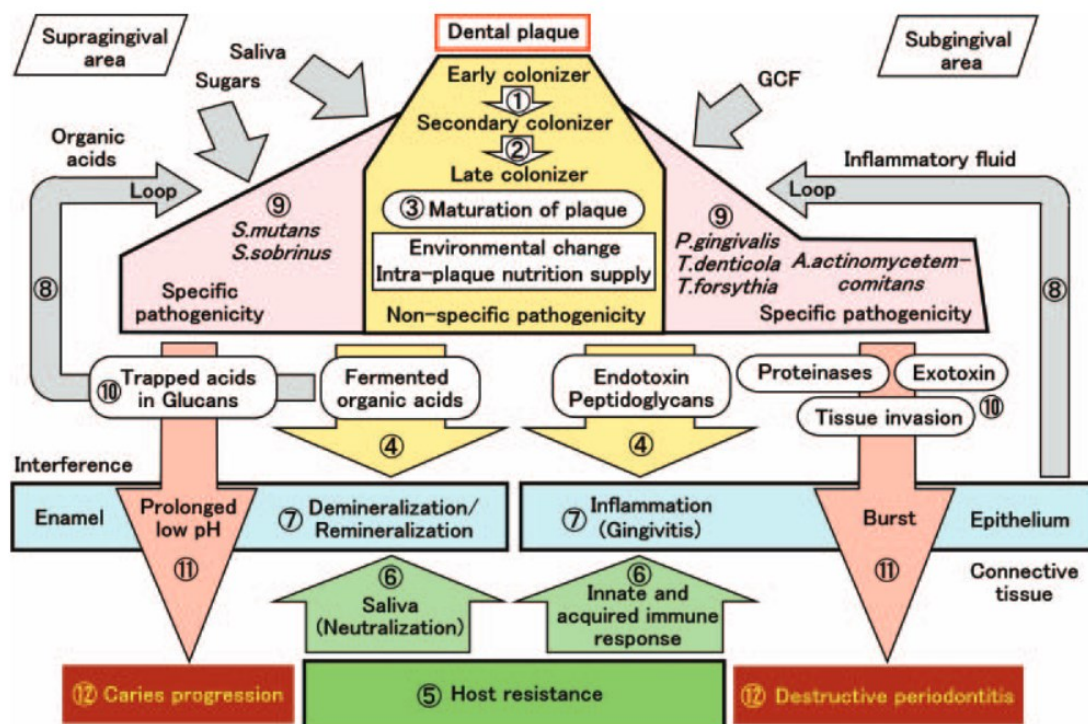 Supragingival
area
Saliva
Sugars
Dental plaque
Subgingival
area
GCF
Early colonizer
①
Secondary colonizer
②
Late colonizer
③ Maturation of plaque
Environmental change
Intra-plaque nutrition supply
Non-specific pathogenicity
Organic
acids
Loop
⑧
⑨
S.mutans
S.sobrinus
Specific
pathogenicity
Inflammatory fluid
Loop
⑧
⑨
P.gingivalis
T.denticola
T.forsythia
A.actinomycetem-
comitans
Specific pathogenicity
⑩ Trapped acids
in Glucans
Fermented
organic acids
④
Endotoxin
Peptidoglycans
④
Proteinases
Exotoxin
Tissue invasion
⑩
Interference
Enamel
Prolonged
low pH
⑪
⑦ Demineralization/
Remineralization
⑦ Inflammation
(Gingivitis)
Burst
⑪
Epithelium
Connective
tissue
⑥
Saliva
(Neutralization)
⑥
Innate and
acquired immune
response
⑫ Caries progression
⑤ Host resistance
⑫ Destructive periodontitis